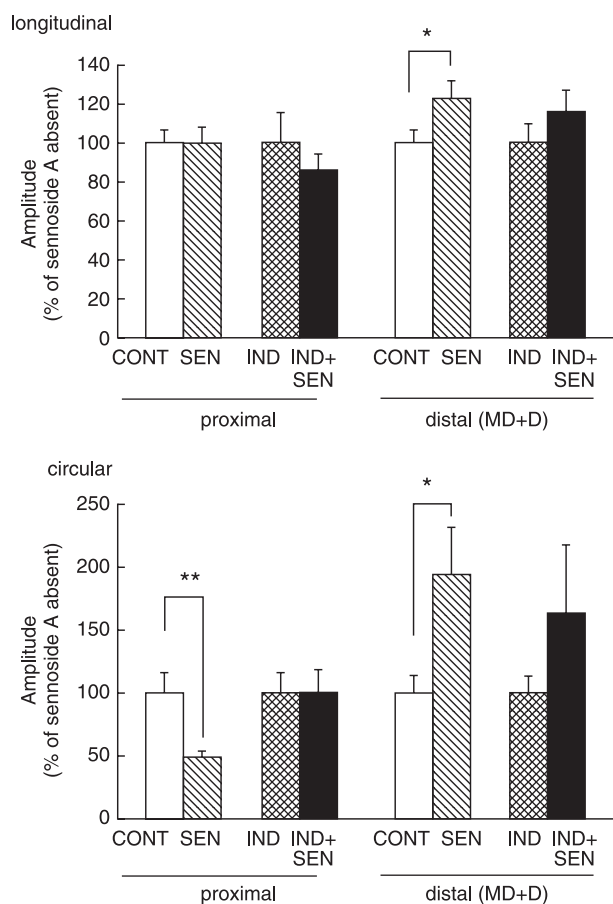 longitudinal
Amplitude
(% of sennoside A absent)
140
120
100
80
60
40
20
0
*
CONT SEN IND IND+ SEN CONT SEN IND IND+ SEN
proximal distal (MD+D)
circular
Amplitude
(% of sennoside A absent)
250
200
150
100
50
0
**
*
CONT SEN IND IND+ SEN CONT SEN IND IND+ SEN
proximal distal (MD+D)